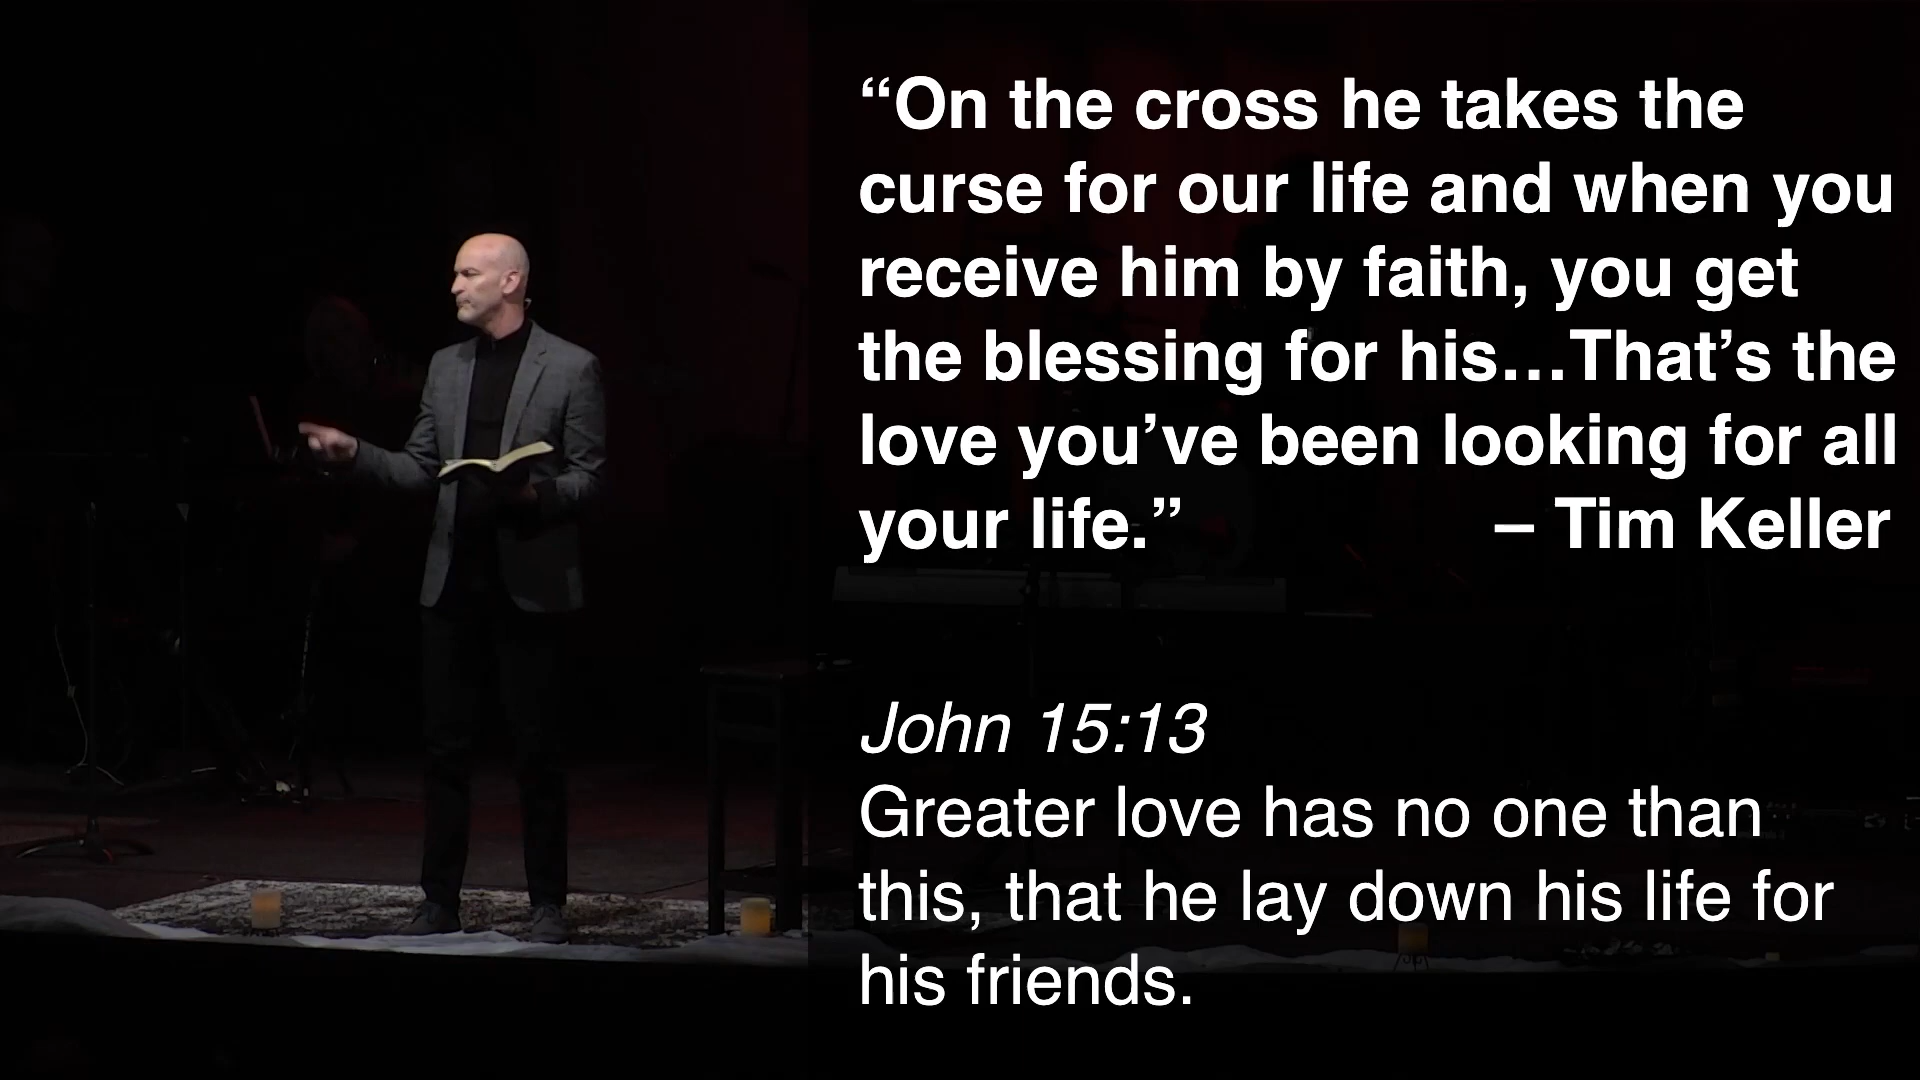 “On the cross he takes the
curse for our life and when you
receive him by faith, you get
the blessing for his…That’s the
love you’ve been looking for all
your life.” – Tim Keller
John 15:13
Greater love has no one than
this, that he lay down his life for
his friends.